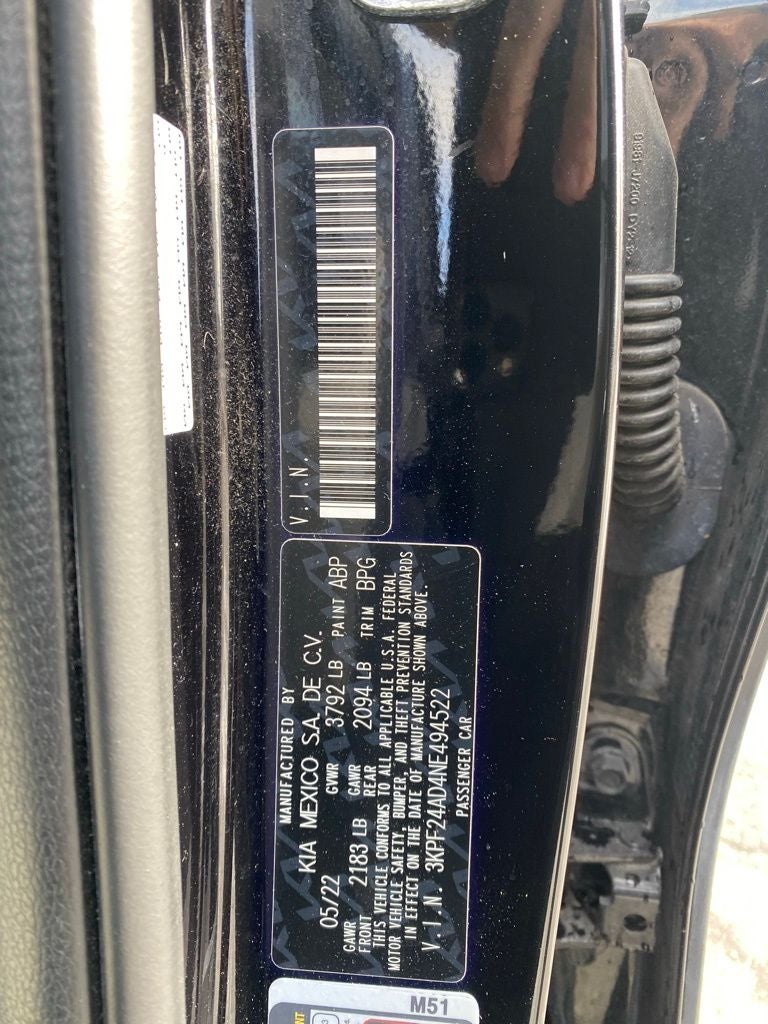 V.I.N.
MANUFACTURED BY
KIA MEXICO S.A. DE C.V.
05/22 GVWR 3792 LB PAINT ABP
GAWR FRONT 2183 LB GAWR REAR 2094 LB TRIM BPG
THIS VEHICLE CONFORMS TO ALL APPLICABLE U.S.A. FEDERAL
MOTOR VEHICLE SAFETY, BUMPER, AND THEFT PREVENTION STANDARDS
IN EFFECT ON THE DATE OF MANUFACTURE SHOWN ABOVE.
V.I.N. 3KPF24AD4NE494522
PASSENGER CAR
M51